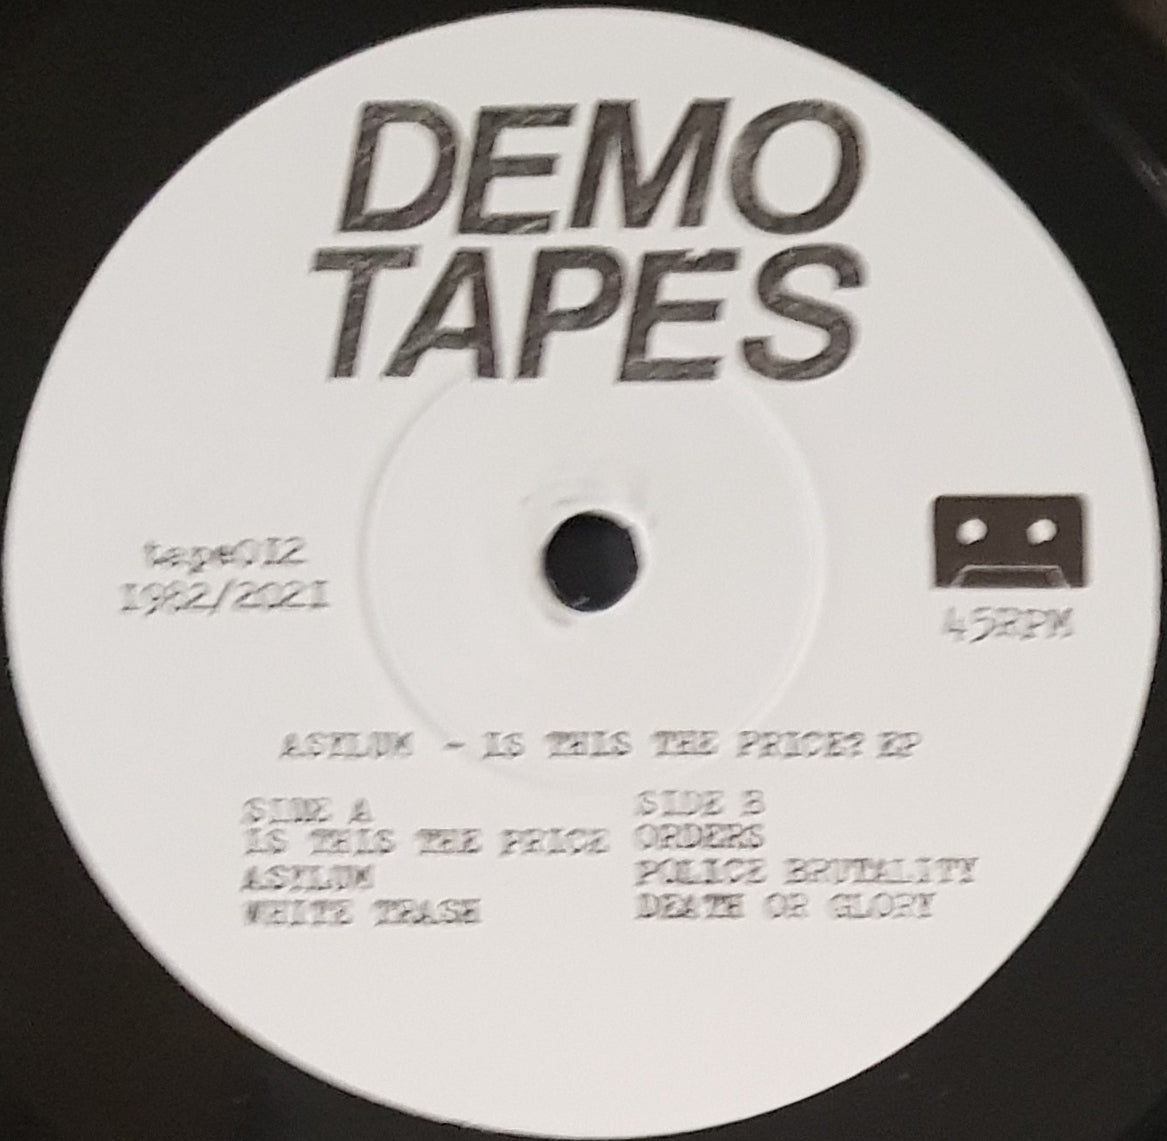 DEMO
TAPES
tape012
1982/2021
45RPM
ASYLUM - IS THIS THE PRICE? EP
SIDE A
IS THIS THE PRICE
ASYLUM
WHITE TRASH
SIDE B
ORDERS
POLICE BRUTALITY
DEATH OR GLORY